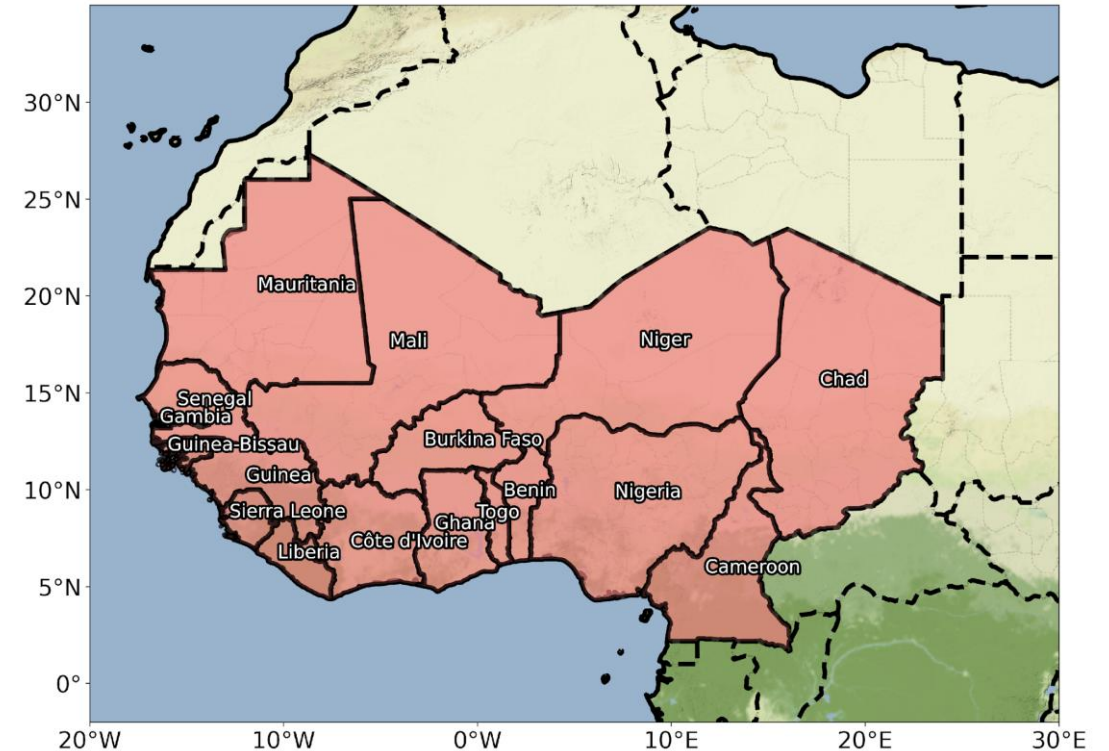 30°N
25°N
20°N
15°N
10°N
5°N
0°
Mauritania
Mali
Niger
Chad
Senegal
Gambia
Guinea-Bissau
Burkina Faso
Guinea
Benin
Nigeria
Sierra Leone
Togo
Ghana
Côte d'Ivoire
Liberia
Cameroon
20°W
10°W
0°W
10°E
20°E
30°E